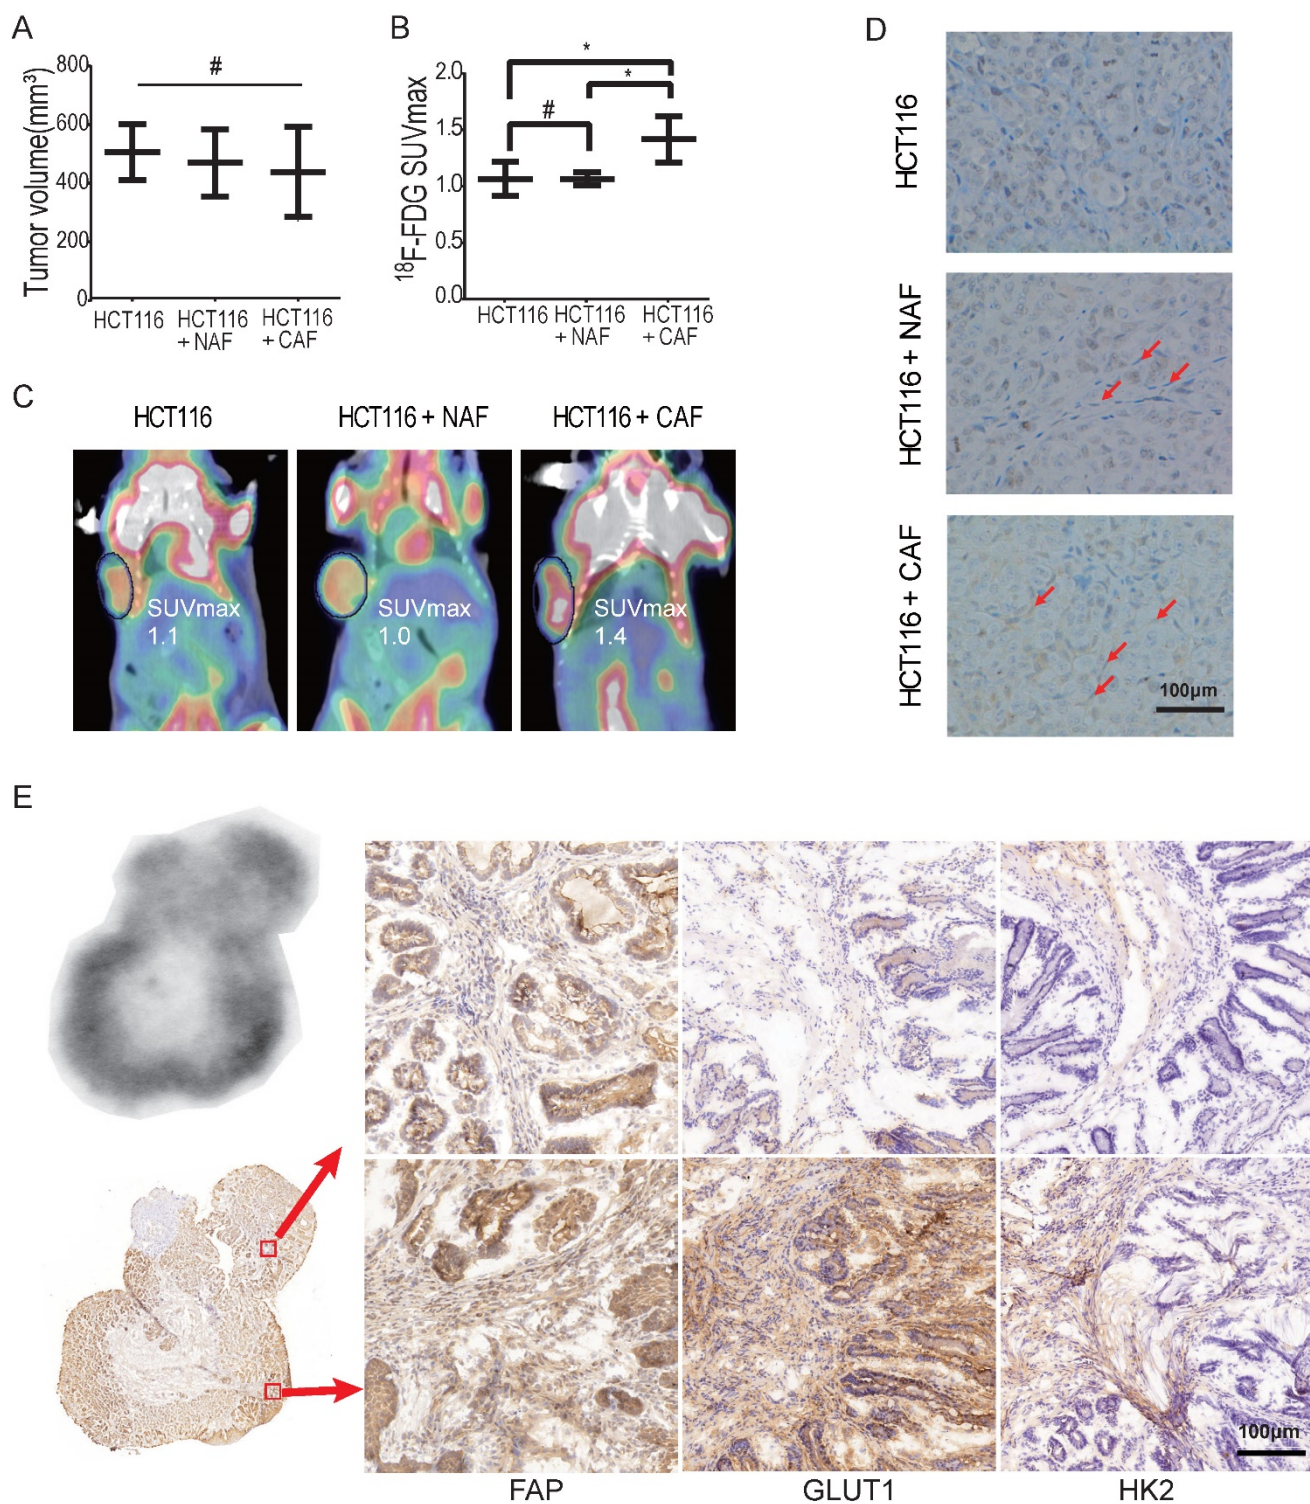 A
Tumor volume(mm³)
800
600
400
200
0
#
HCT116
HCT116
+ NAF
HCT116
+ CAF
B
¹⁸F-FDG SUVmax
2.0
1.5
1.0
0.5
0.0
*
*
#
HCT116
HCT116
+ NAF
HCT116
+ CAF
C
HCT116
HCT116 + NAF
HCT116 + CAF
SUVmax
1.1
SUVmax
1.0
SUVmax
1.4
D
HCT116
HCT116 + NAF
HCT116 + CAF
100μm
E
100μm
FAP
GLUT1
HK2